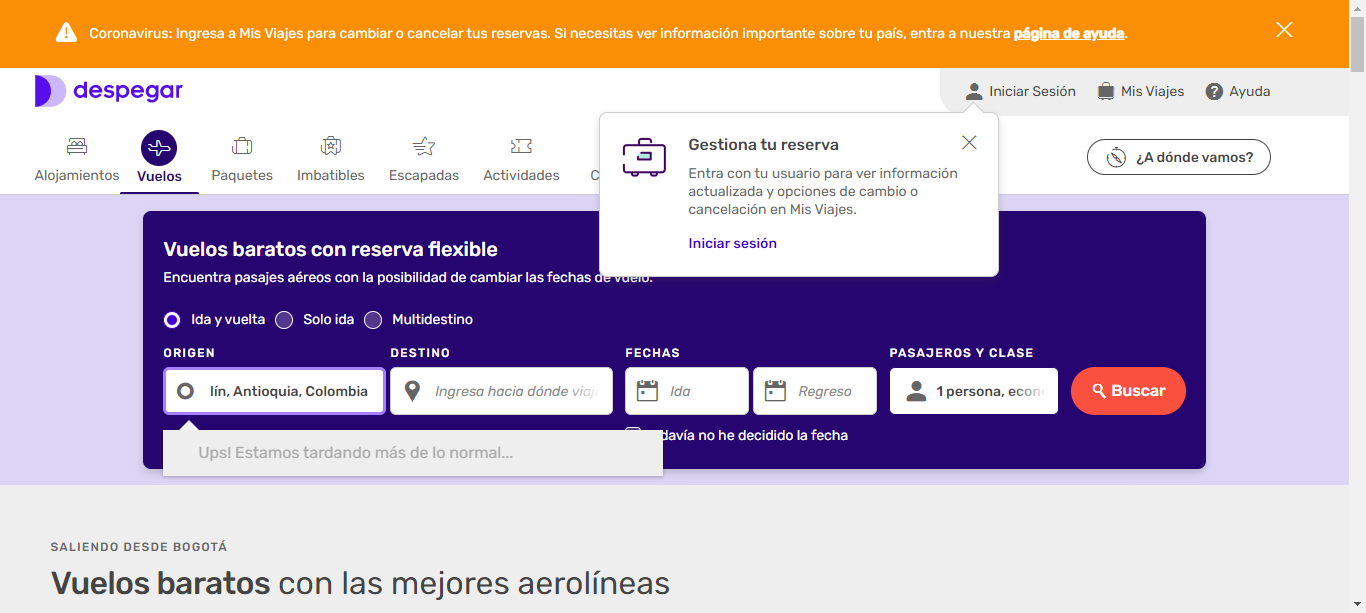 Coronavirus: Ingresa a Mis Viajes para cambiar o cancelar tus reservas. Si necesitas ver información importante sobre tu país, entra a nuestra página de ayuda.
despegar
Iniciar Sesión
Mis Viajes
Ayuda
Alojamientos
Vuelos
Paquetes
Imbatibles
Escapadas
Actividades
C
¿A dónde vamos?
Gestiona tu reserva
Entra con tu usuario para ver información
actualizada y opciones de cambio o
cancelación en Mis Viajes.
Iniciar sesión
Vuelos baratos con reserva flexible
Encuentra pasajes aéreos con la posibilidad de cambiar las fechas de vuelo.
Ida y vuelta
Solo ida
Multidestino
ORIGEN
DESTINO
FECHAS
PASAJEROS Y CLASE
lín, Antioquia, Colombia
Ingresa hacia dónde viaj
Ida
Regreso
1 persona, econ
Buscar
davía no he decidido la fecha
Ups! Estamos tardando más de lo normal...
SALIENDO DESDE BOGOTÁ
Vuelos baratos con las mejores aerolíneas